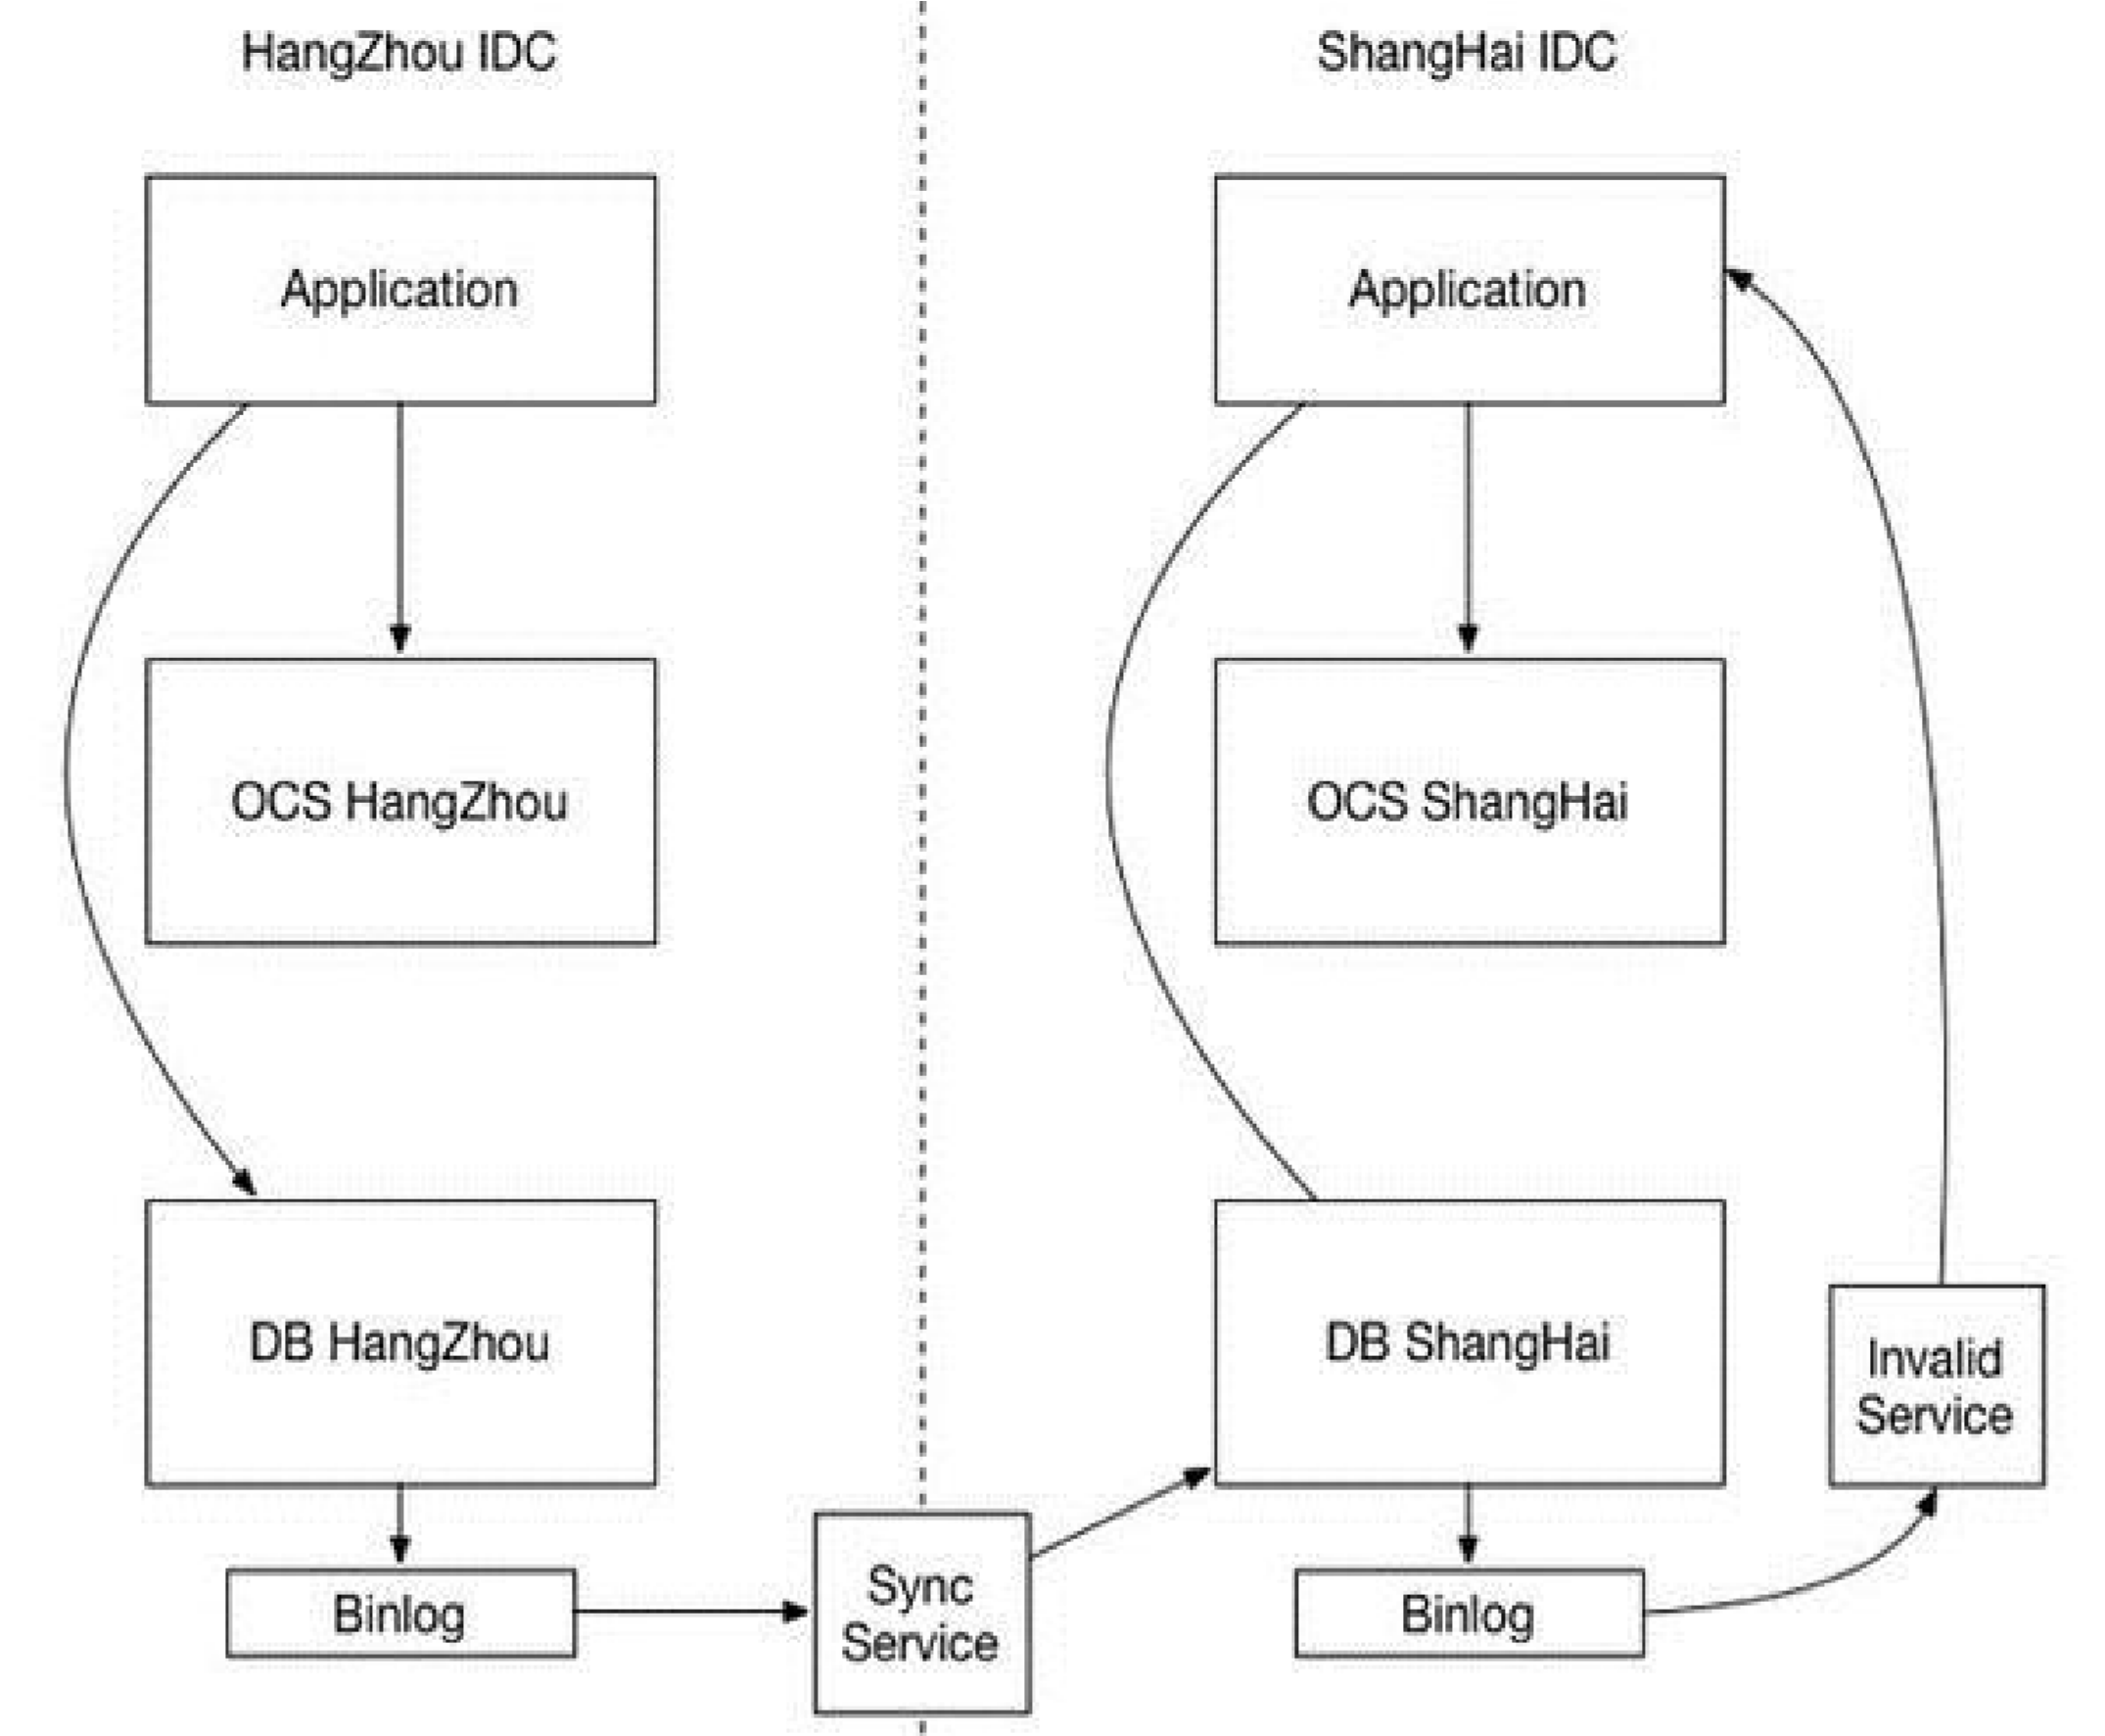 HangZhou IDC
ShangHai IDC
Application
Application
OCS HangZhou
OCS ShangHai
DB HangZhou
DB ShangHai
Invalid
Service
Binlog
Sync
Service
Binlog